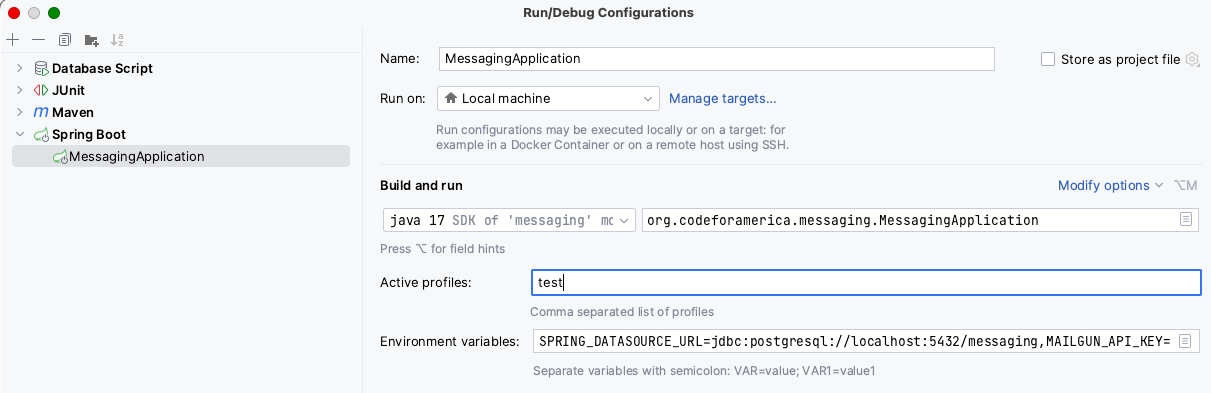 Run/Debug Configurations
Database Script
JUnit
Maven
Spring Boot
MessagingApplication
Name: MessagingApplication Store as project file
Run on: Local machine Manage targets...
Run configurations may be executed locally or on a target: for
example in a Docker Container or on a remote host using SSH.
Build and run Modify options ⌥M
java 17 SDK of 'messaging' mo org.codeforamerica.messaging.MessagingApplication
Press ⌥ for field hints
Active profiles: test
Comma separated list of profiles
Environment variables: SPRING_DATASOURCE_URL=jdbc:postgresql://localhost:5432/messaging,MAILGUN_API_KEY=
Separate variables with semicolon: VAR=value; VAR1=value1